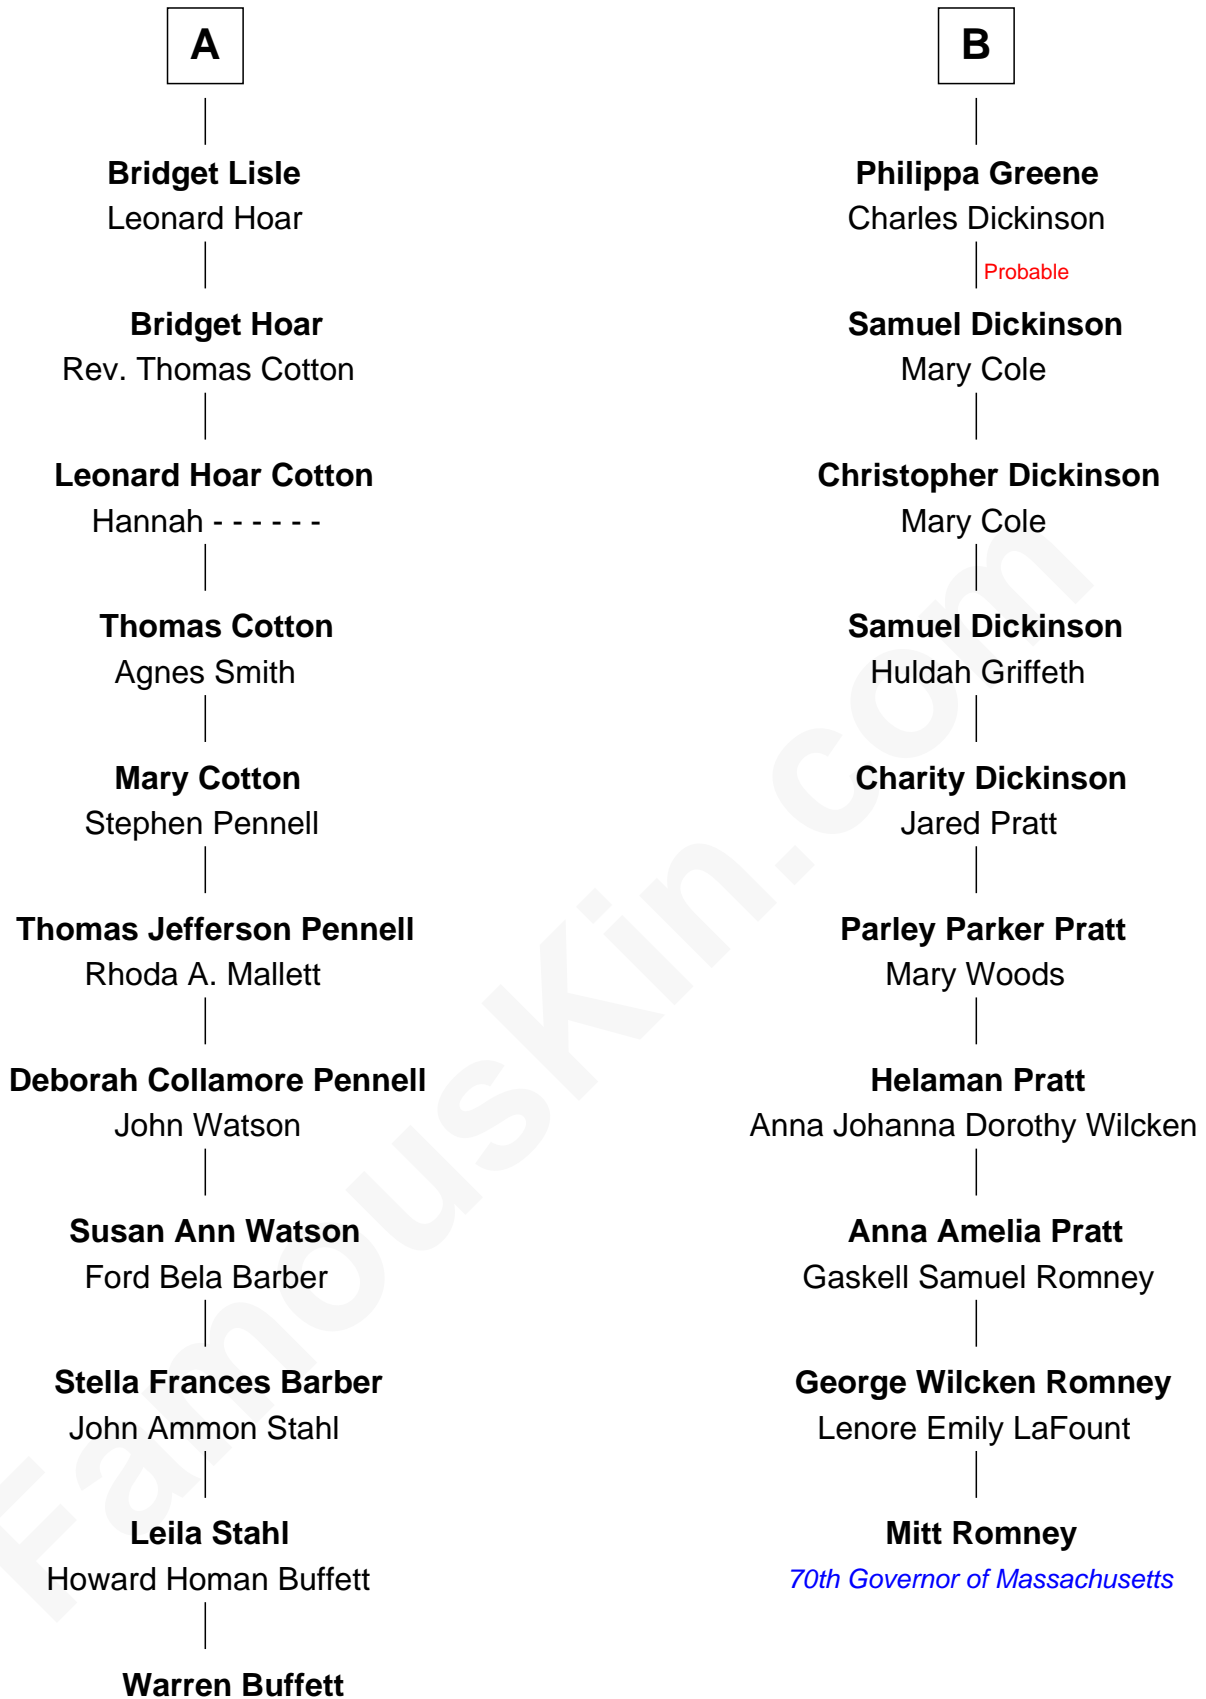 A
Bridget Lisle
Leonard Hoar
Bridget Hoar
Rev. Thomas Cotton
Leonard Hoar Cotton
Hannah - - - - - -
Thomas Cotton
Agnes Smith
Mary Cotton
Stephen Pennell
Thomas Jefferson Pennell
Rhoda A. Mallett
Deborah Collamore Pennell
John Watson
Susan Ann Watson
Ford Bela Barber
Stella Frances Barber
John Ammon Stahl
Leila Stahl
Howard Homan Buffett
Warren Buffett
B
Philippa Greene
Charles Dickinson
Probable
Samuel Dickinson
Mary Cole
Christopher Dickinson
Mary Cole
Samuel Dickinson
Huldah Griffeth
Charity Dickinson
Jared Pratt
Parley Parker Pratt
Mary Woods
Helaman Pratt
Anna Johanna Dorothy Wilcken
Anna Amelia Pratt
Gaskell Samuel Romney
George Wilcken Romney
Lenore Emily LaFount
Mitt Romney
70th Governor of Massachusetts
FamousKin.com